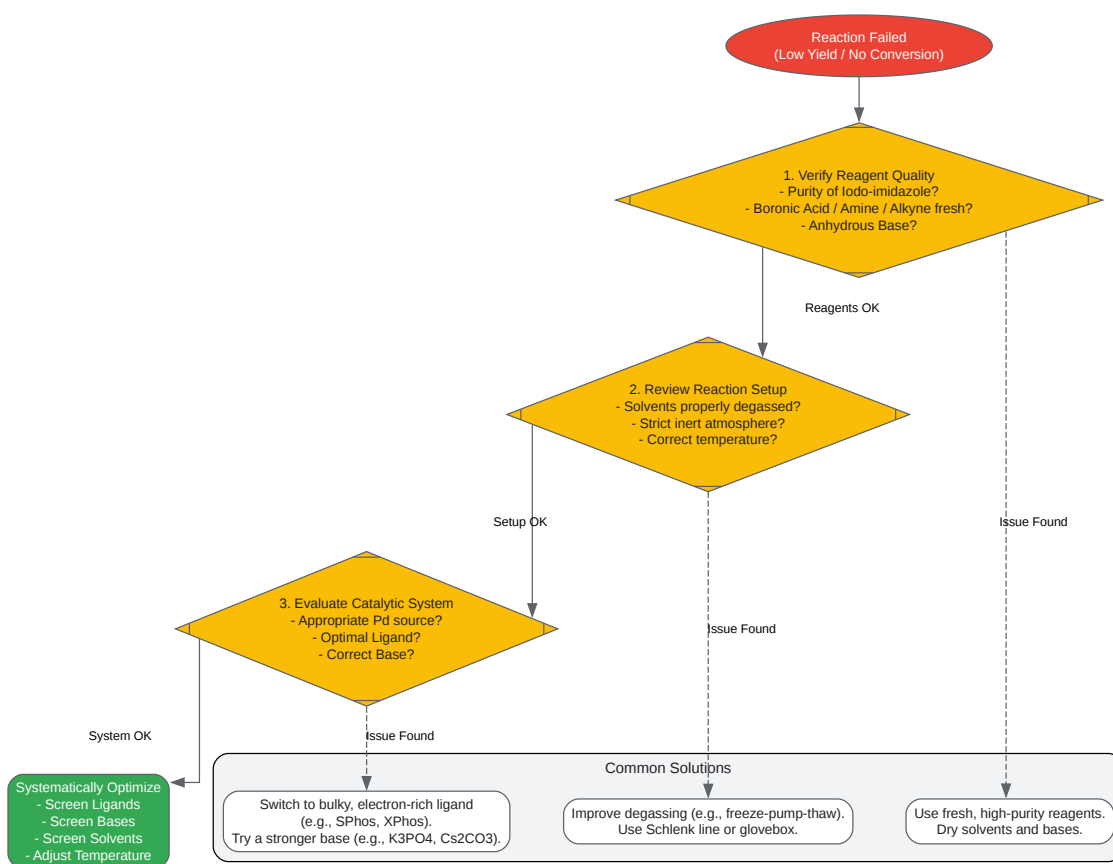 Reaction Failed
(Low Yield / No Conversion)
1. Verify Reagent Quality
- Purity of Iodo-imidazole?
- Boronic Acid / Amine / Alkyne fresh?
- Anhydrous Base?
Reagents OK
2. Review Reaction Setup
- Solvents properly degassed?
- Strict inert atmosphere?
- Correct temperature?
Setup OK
Issue Found
3. Evaluate Catalytic System
- Appropriate Pd source?
- Optimal Ligand?
- Correct Base?
Issue Found
System OK
Issue Found
Common Solutions
Systematically Optimize
- Screen Ligands
- Screen Bases
- Screen Solvents
- Adjust Temperature
Switch to bulky, electron-rich ligand
(e.g., SPhos, XPhos).
Try a stronger base (e.g., K3PO4, Cs2CO3).
Improve degassing (e.g., freeze-pump-thaw).
Use Schlenk line or glovebox.
Use fresh, high-purity reagents.
Dry solvents and bases.